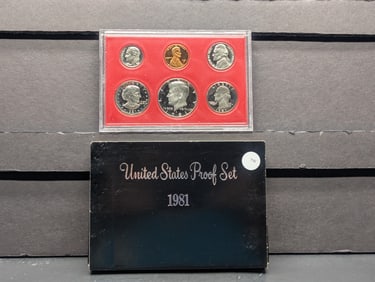 United States Proof Set
1981